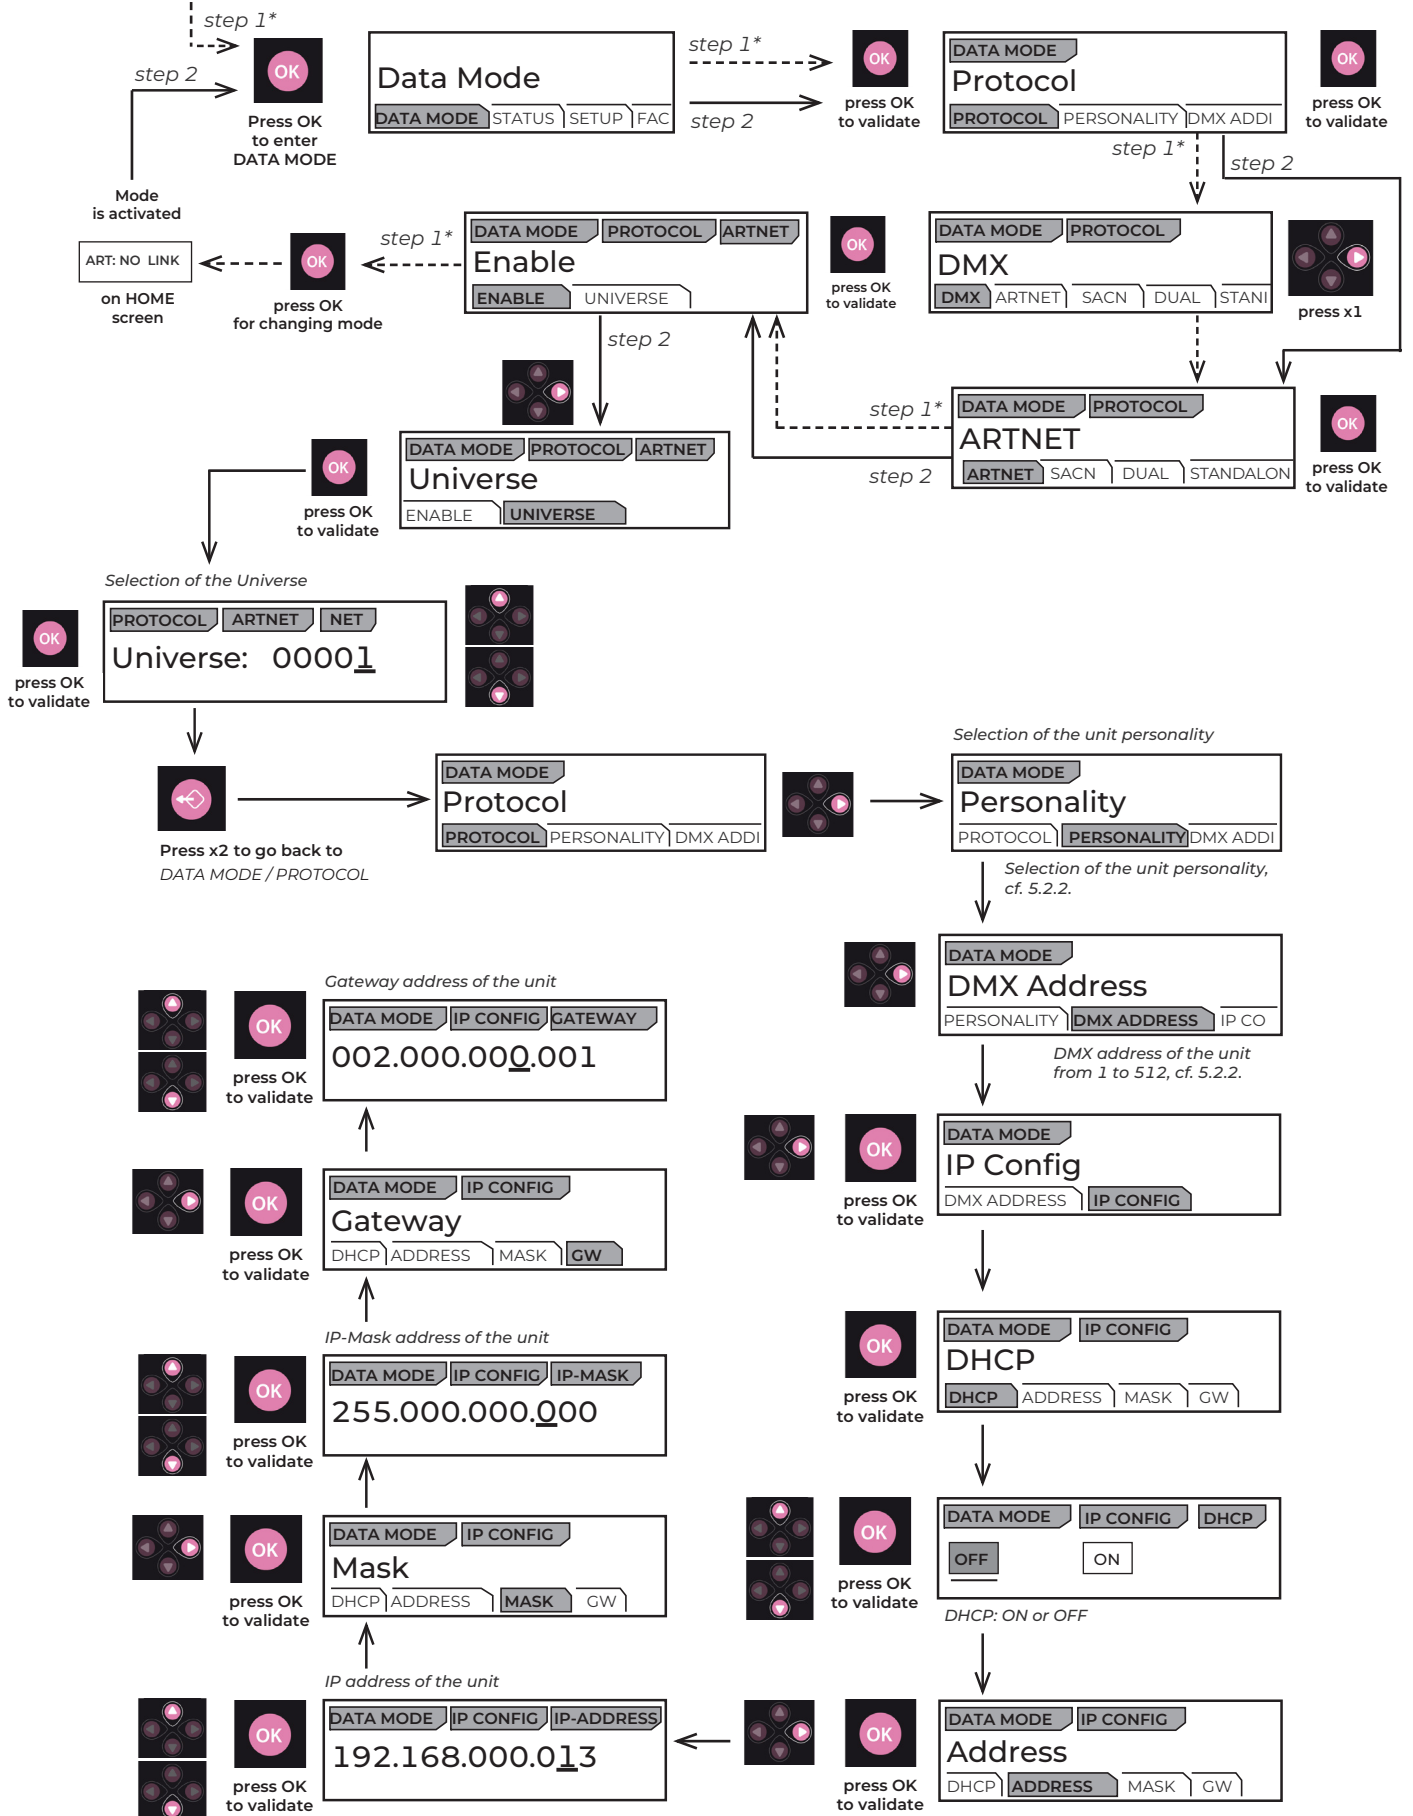 step 1*
step 2
OK
Press OK
to enter
DATA MODE
Data Mode
DATA MODE STATUS SETUP FAC
step 1*
step 2
OK
press OK
to validate
DATA MODE
Protocol
PROTOCOL PERSONALITY DMX ADDI
OK
press OK
to validate
step 1*
step 2
Mode
is activated
ART: NO LINK
on HOME
screen
OK
press OK
for changing mode
step 1*
DATA MODE PROTOCOL ARTNET
Enable
ENABLE UNIVERSE
OK
press OK
to validate
DATA MODE PROTOCOL
DMX
DMX ARTNET SACN DUAL STANI
press x1
step 2
step 1*
step 2
DATA MODE PROTOCOL
ARTNET
ARTNET SACN DUAL STANDALON
OK
press OK
to validate
OK
press OK
to validate
DATA MODE PROTOCOL ARTNET
Universe
ENABLE UNIVERSE
Selection of the Universe
OK
press OK
to validate
PROTOCOL ARTNET NET
Universe: 00001
Press x2 to go back to
DATA MODE / PROTOCOL
DATA MODE
Protocol
PROTOCOL PERSONALITY DMX ADDI
Selection of the unit personality
DATA MODE
Personality
PROTOCOL PERSONALITY DMX ADDI
Selection of the unit personality,
cf. 5.2.2.
DATA MODE
DMX Address
PERSONALITY DMX ADDRESS IP CO
DMX address of the unit
from 1 to 512, cf. 5.2.2.
OK
press OK
to validate
DATA MODE
IP Config
DMX ADDRESS IP CONFIG
OK
press OK
to validate
DATA MODE IP CONFIG
DHCP
DHCP ADDRESS MASK GW
OK
press OK
to validate
DATA MODE IP CONFIG DHCP
OFF ON
DHCP: ON or OFF
OK
press OK
to validate
DATA MODE IP CONFIG
Address
DHCP ADDRESS MASK GW
IP address of the unit
OK
press OK
to validate
DATA MODE IP CONFIG IP-ADDRESS
192.168.000.013
OK
press OK
to validate
DATA MODE IP CONFIG
Mask
DHCP ADDRESS MASK GW
IP-Mask address of the unit
OK
press OK
to validate
DATA MODE IP CONFIG IP-MASK
255.000.000.000
OK
press OK
to validate
DATA MODE IP CONFIG
Gateway
DHCP ADDRESS MASK GW
Gateway address of the unit
OK
press OK
to validate
DATA MODE IP CONFIG GATEWAY
002.000.000.001